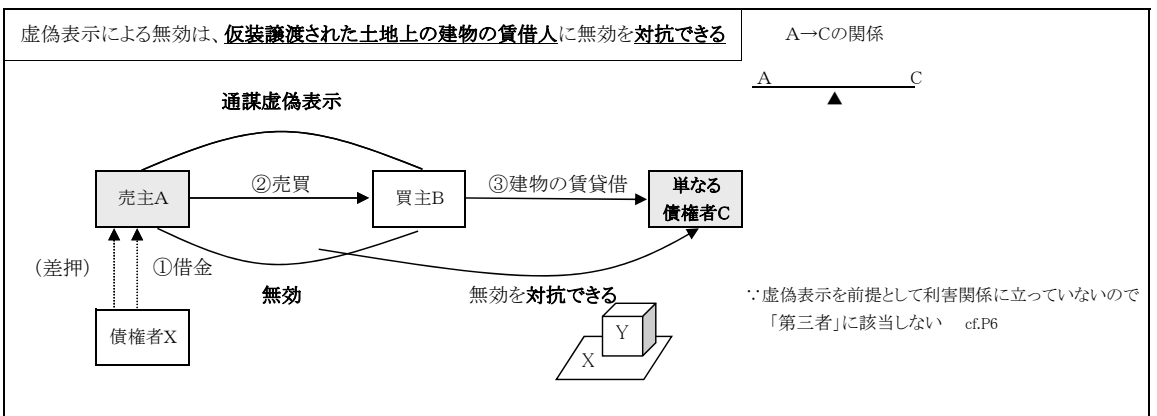 虚偽表示による無効は、仮装譲渡された土地上の建物の賃借人に無効を対抗できる
A→Cの関係
A C
▲
通謀虚偽表示
売主A
②売買
買主B
③建物の賃貸借
単なる
債権者C
(差押)
①借金
無効
無効を対抗できる
債権者X
Y
X
∵虚偽表示を前提として利害関係に立っていないので
「第三者」に該当しない cf.P6